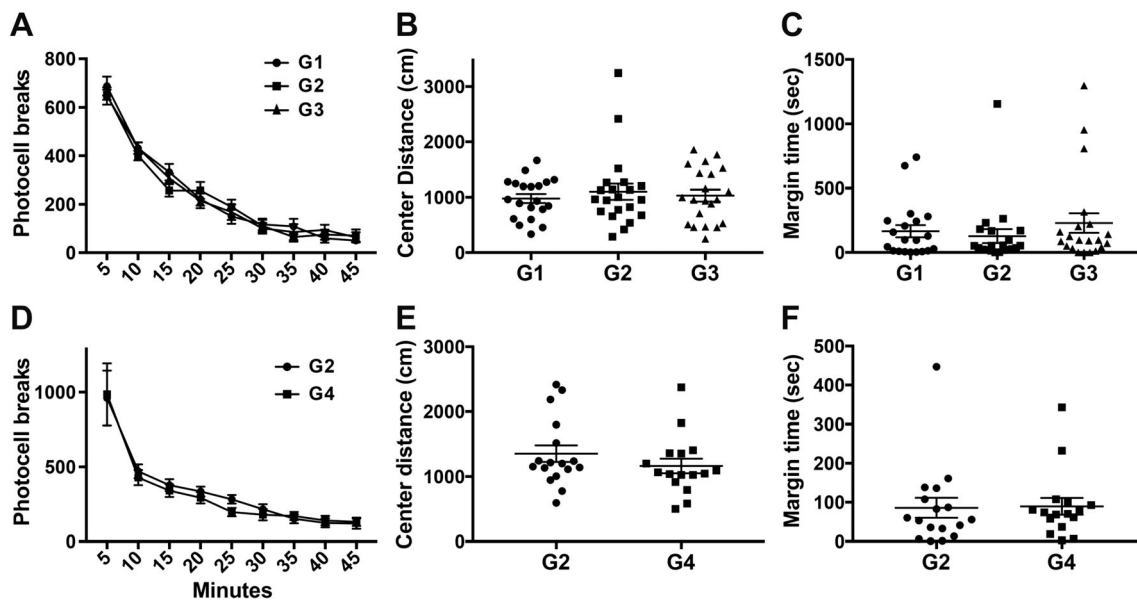 A
Photocell breaks
800
600
400
200
0
5 10 15 20 25 30 35 40 45
G1
G2
G3
B
Center Distance (cm)
3000
2000
1000
0
G1 G2 G3
C
Margin time (sec)
1500
1000
500
0
G1 G2 G3
D
Photocell breaks
1000
500
0
5 10 15 20 25 30 35 40 45
Minutes
G2
G4
E
Center distance (cm)
3000
2000
1000
0
G2 G4
F
Margin time (sec)
500
400
300
200
100
0
G2 G4